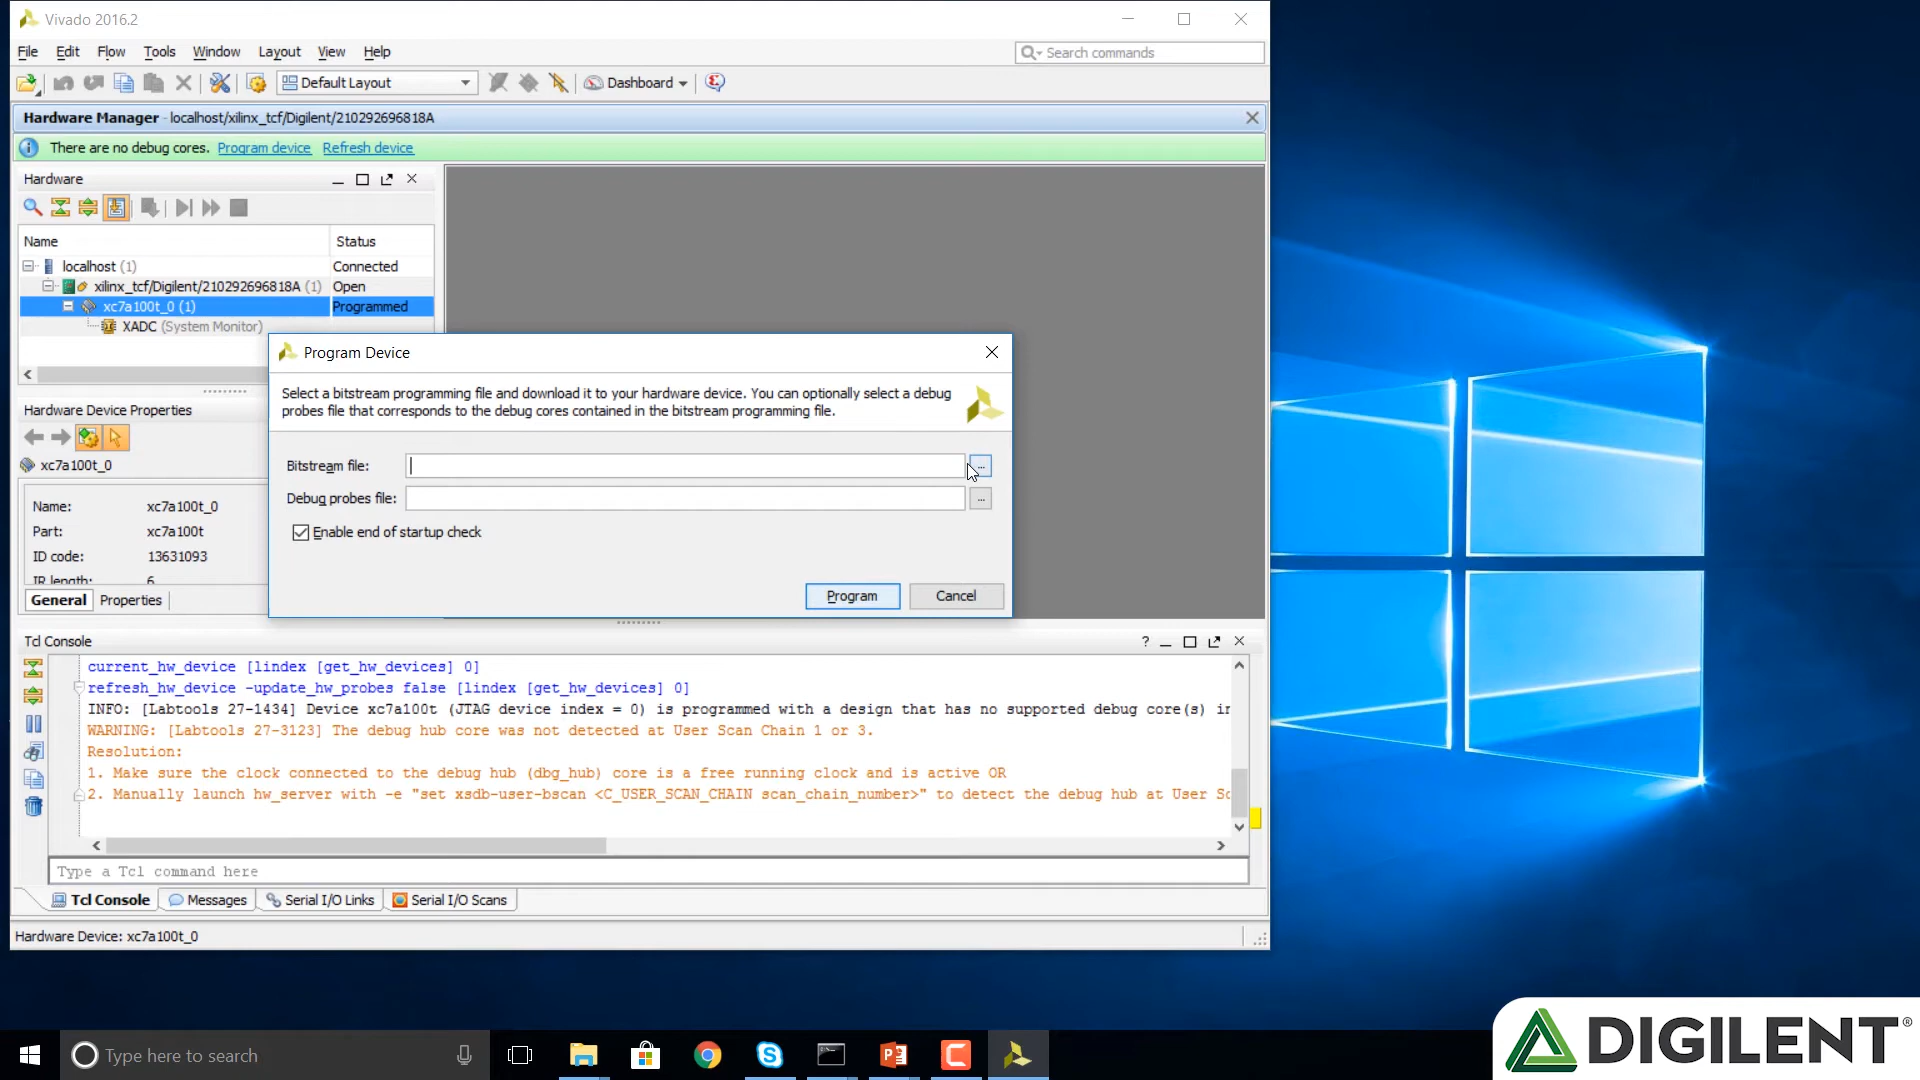 Vivado 2016.2
File Edit Flow Tools Window Layout View Help
Search commands
Default Layout
Dashboard
Hardware Manager - localhost/xilinx_tcf/Digilent/210292696818A
There are no debug cores. Program device Refresh device
Hardware
Name Status
localhost (1) Connected
xilinx_tcf/Digilent/210292696818A (1) Open
xc7a100t_0 (1) Programmed
XADC (System Monitor)
Program Device
Select a bitstream programming file and download it to your hardware device. You can optionally select a debug
probes file that corresponds to the debug cores contained in the bitstream programming file.
Bitstream file: ...
Debug probes file: ...
Enable end of startup check
Program Cancel
Hardware Device Properties
xc7a100t_0
Name: xc7a100t_0
Part: xc7a100t
ID code: 13631093
IR length: 6
General Properties
Tcl Console
?
current_hw_device [lindex [get_hw_devices] 0]
refresh_hw_device -update_hw_probes false [lindex [get_hw_devices] 0]
INFO: [Labtools 27-1434] Device xc7a100t (JTAG device index = 0) is programmed with a design that has no supported debug core(s) in
WARNING: [Labtools 27-3123] The debug hub core was not detected at User Scan Chain 1 or 3.
Resolution:
1. Make sure the clock connected to the debug hub (dbg_hub) core is a free running clock and is active OR
2. Manually launch hw_server with -e "set xsdb-user-bscan <C_USER_SCAN_CHAIN scan_chain_number>" to detect the debug hub at User Sc
Type a Tcl command here
Tcl Console Messages Serial I/O Links Serial I/O Scans
Hardware Device: xc7a100t_0
Type here to search
DIGILENT®